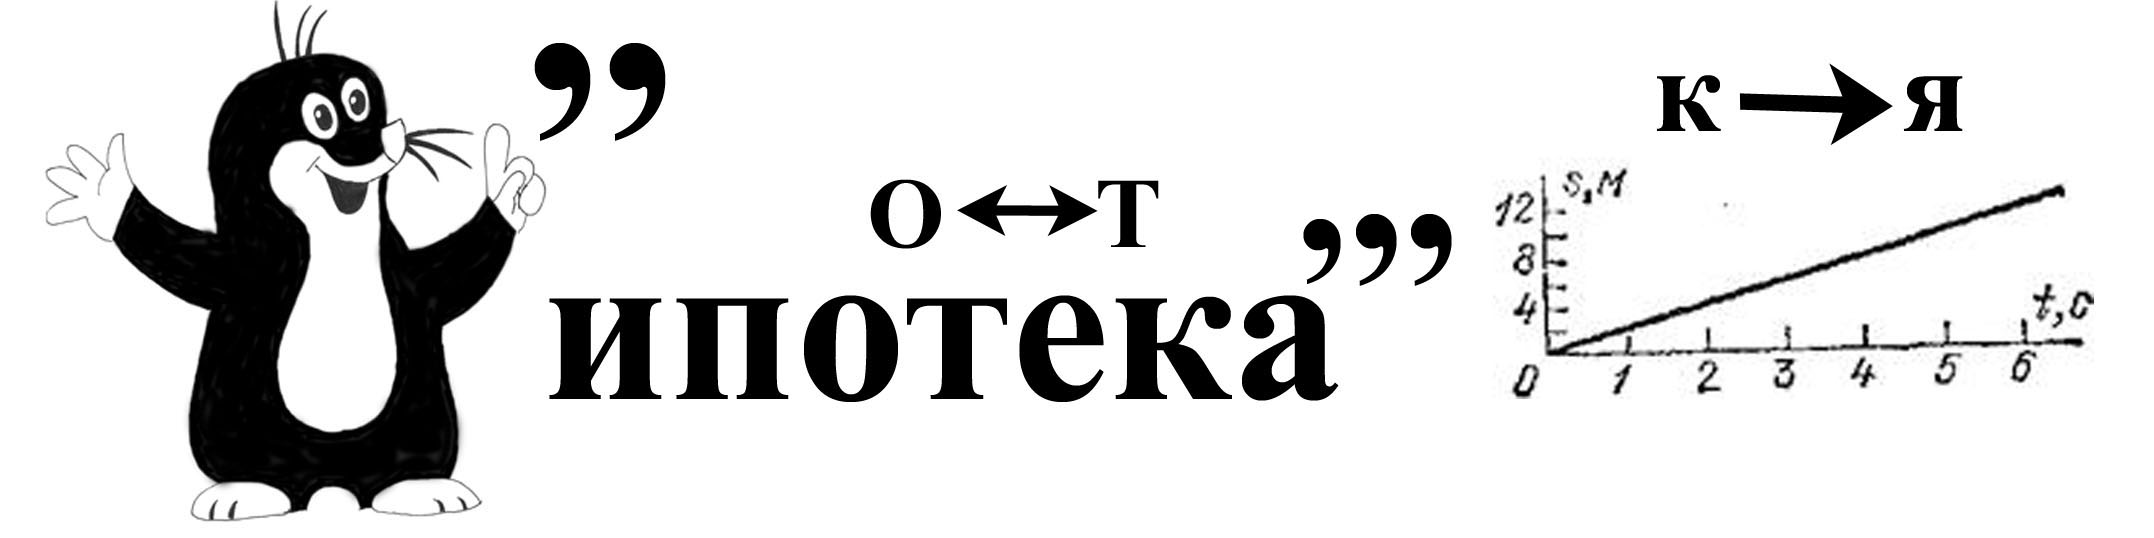 ,,
о ↔ т
ипотека
,,,
к → я
s,м
12
8
4
t,с
0 1 2 3 4 5 6